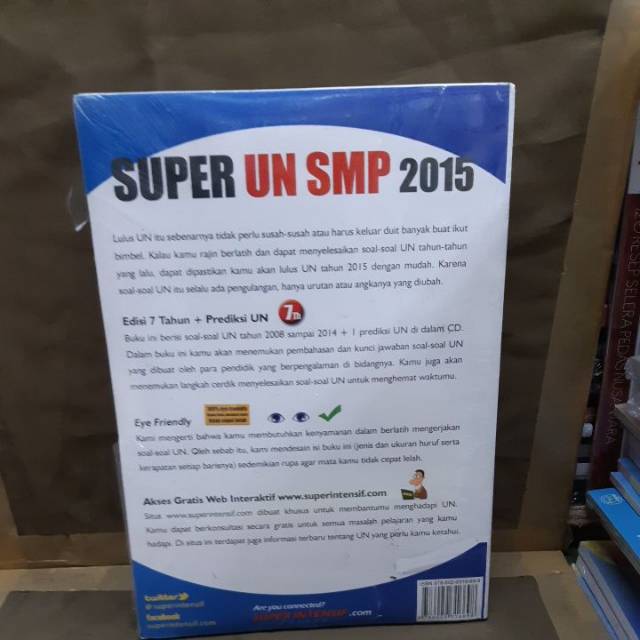 SUPER UN SMP 2015
Lulus UN itu sebenarnya tidak perlu susah-susah atau harus keluar duit banyak buat ikut
bimbel. Kalau kamu rajin berlatih dan dapat menyelesaikan soal-soal UN tahun-tahun
yang lalu, dapat dipastikan kamu akan lulus UN tahun 2015 dengan mudah. Karena
soal-soal UN itu selalu ada pengulangan, hanya urutan atau angkanya yang diubah.
Edisi 7 Tahun + Prediksi UN 7Th
Buku ini berisi soal-soal UN tahun 2008 sampai 2014 + 1 prediksi UN di dalam CD.
Dalam buku ini kamu akan menemukan pembahasan dan kunci jawaban soal-soal UN
yang dibuat oleh para pendidik yang berpengalaman di bidangnya. Kamu juga akan
menemukan langkah cerdik menyelesaikan soal-soal UN untuk menghemat waktumu.
Eye Friendly
Kami mengerti bahwa kamu membutuhkan kenyamanan dalam berlatih mengerjakan
soal-soal UN. Oleh sebab itu, kami mendesain isi buku ini (jenis dan ukuran huruf serta
kerapatan setiap barisnya) sedemikian rupa agar mata kamu tidak cepat lelah.
Akses Gratis Web Interaktif www.superintensif.com
Situs www.superintensif.com dibuat khusus untuk membantumu menghadapi UN.
Kamu dapat berkonsultasi secara gratis untuk semua masalah pelajaran yang kamu
hadapi. Di situs ini terdapat juga informasi terbaru tentang UN yang perlu kamu ketahui.
twitter
@superintensif
facebook
superintensif.com
Are you connected?
SUPER INTENSIF.com